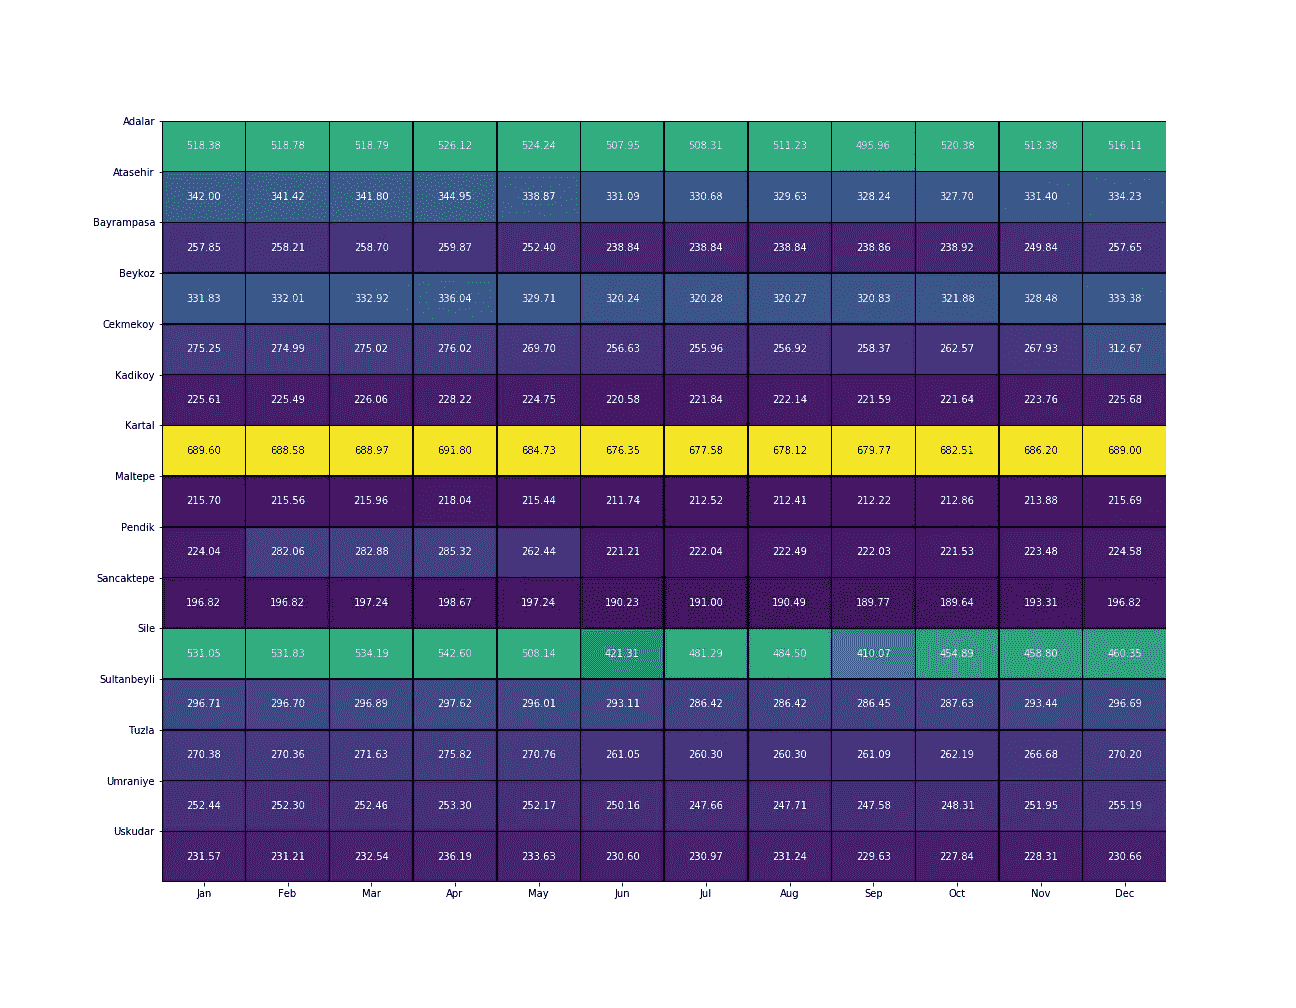 Adalar
518.38 518.78 518.79 526.12 524.24 507.95 508.31 511.23 495.96 520.38 513.38 516.11
Atasehir
342.00 341.42 341.80 344.95 338.87 331.09 330.68 329.63 328.24 327.70 331.40 334.23
Bayrampasa
257.85 258.21 258.70 259.87 252.40 238.84 238.84 238.84 238.86 238.92 249.84 257.65
Beykoz
331.83 332.01 332.92 336.04 329.71 320.24 320.28 320.27 320.83 321.88 328.48 333.38
Cekmekoy
275.25 274.99 275.02 276.02 269.70 256.63 255.96 256.92 258.37 262.57 267.93 312.67
Kadikoy
225.61 225.49 226.06 228.22 224.75 220.58 221.84 222.14 221.59 221.64 223.76 225.68
Kartal
689.60 688.58 688.97 691.80 684.73 676.35 677.58 678.12 679.77 682.51 686.20 689.00
Maltepe
215.70 215.56 215.96 218.04 215.44 211.74 212.52 212.41 212.22 212.86 213.88 215.69
Pendik
224.04 282.06 282.88 285.32 262.44 221.21 222.04 222.49 222.03 221.53 223.48 224.58
Sancaktepe
196.82 196.82 197.24 198.67 197.24 190.23 191.00 190.49 189.77 189.64 193.31 196.82
Sile
531.05 531.83 534.19 542.60 508.14 421.31 481.29 484.50 410.07 454.89 458.80 460.35
Sultanbeyli
296.71 296.70 296.89 297.62 296.01 293.11 286.42 286.42 286.45 287.63 293.44 296.69
Tuzla
270.38 270.36 271.63 275.82 270.76 261.05 260.30 260.30 261.09 262.19 266.68 270.20
Umraniye
252.44 252.30 252.46 253.30 252.17 250.16 247.66 247.71 247.58 248.31 251.95 255.19
Uskudar
231.57 231.21 232.54 236.19 233.63 230.60 230.97 231.24 229.63 227.84 228.31 230.66
Jan Feb Mar Apr May Jun Jul Aug Sep Oct Nov Dec